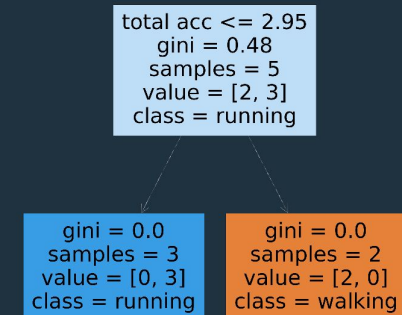 total acc <= 2.95
gini = 0.48
samples = 5
value = [2, 3]
class = running
gini = 0.0
samples = 3
value = [0, 3]
class = running
gini = 0.0
samples = 2
value = [2, 0]
class = walking